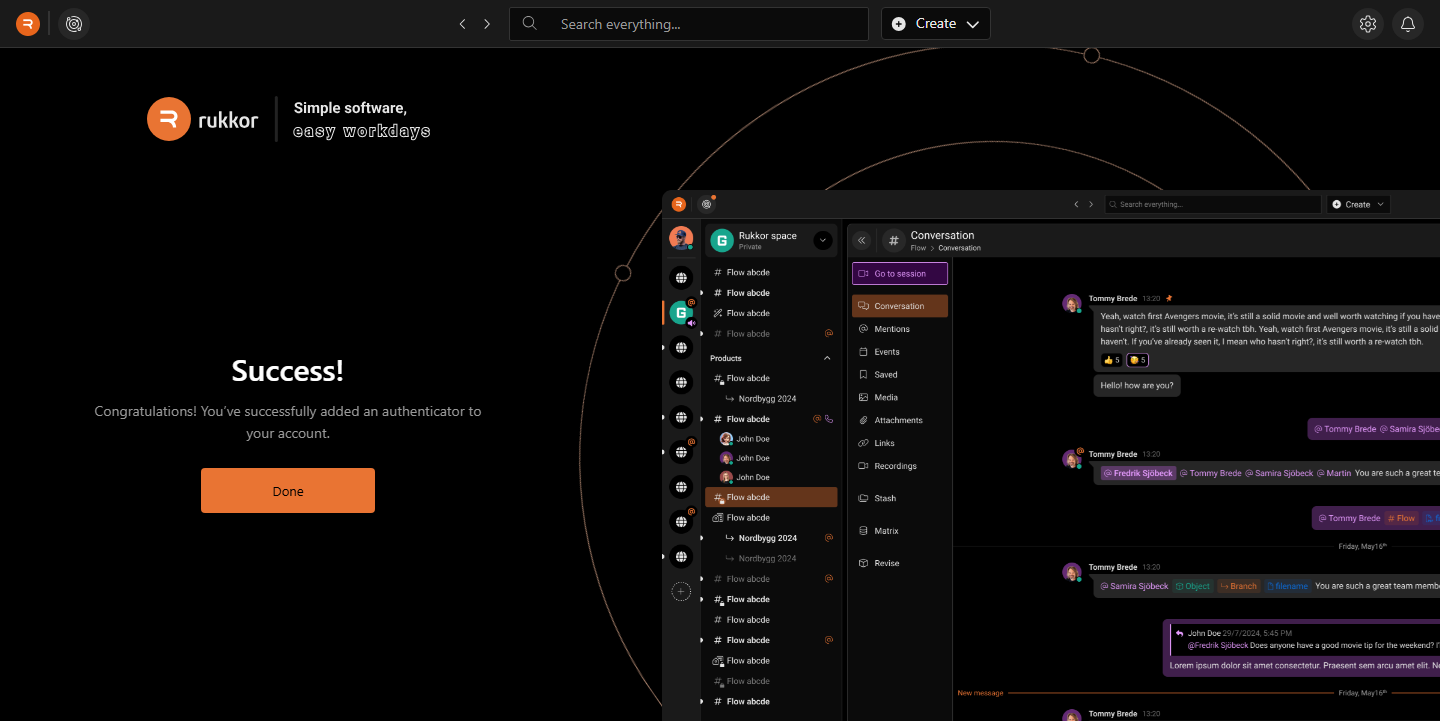 Search everything...
Create
rukkor
Simple software,
easy workdays
Success!
Congratulations! You've successfully added an authenticator to
your account.
Done
Search everything...
Create
G
Rukkor space
Private
Flow abcde
Flow abcde
G
Flow abcde
Flow abcde
Products
Flow abcde
Nordbygg 2024
Flow abcde
John Doe
John Doe
John Doe
Flow abcde
Flow abcde
Nordbygg 2024
Nordbygg 2024
Flow abcde
Flow abcde
Flow abcde
Flow abcde
Flow abcde
Flow abcde
Flow abcde
Conversation
Flow > Conversation
Go to session
Conversation
Mentions
Events
Saved
Media
Attachments
Links
Recordings
Stash
Matrix
Revise
Tommy Brede 13:20
Yeah, watch first Avengers movie, it's still a solid movie and well worth watching if you have
hasn't right?, it's still worth a re-watch tbh. Yeah, watch first Avengers movie, it's still a solid
haven't. If you've already seen it, I mean who hasn't right?, it's still worth a re-watch tbh.
👍 5 5
Hello! how are you?
@ Tommy Brede @ Samira Sjöbe
Tommy Brede 13:20
@ Fredrik Sjöbeck @ Tommy Brede @ Samira Sjöbeck @ Martin You are such a great te
@ Tommy Brede # Flow fi
Friday, May16th
Tommy Brede 13:20
@ Samira Sjöbeck Object Branch filename You are such a great team membe
John Doe 29/7/2024, 5:45 PM
@Fredrik Sjöbeck Does anyone have a good movie tip for the weekend?
Lorem ipsum dolor sit amet consectetur. Praesent sem arcu amet elit. Ne
New message
Friday, May16th
Tommy Brede 13:20